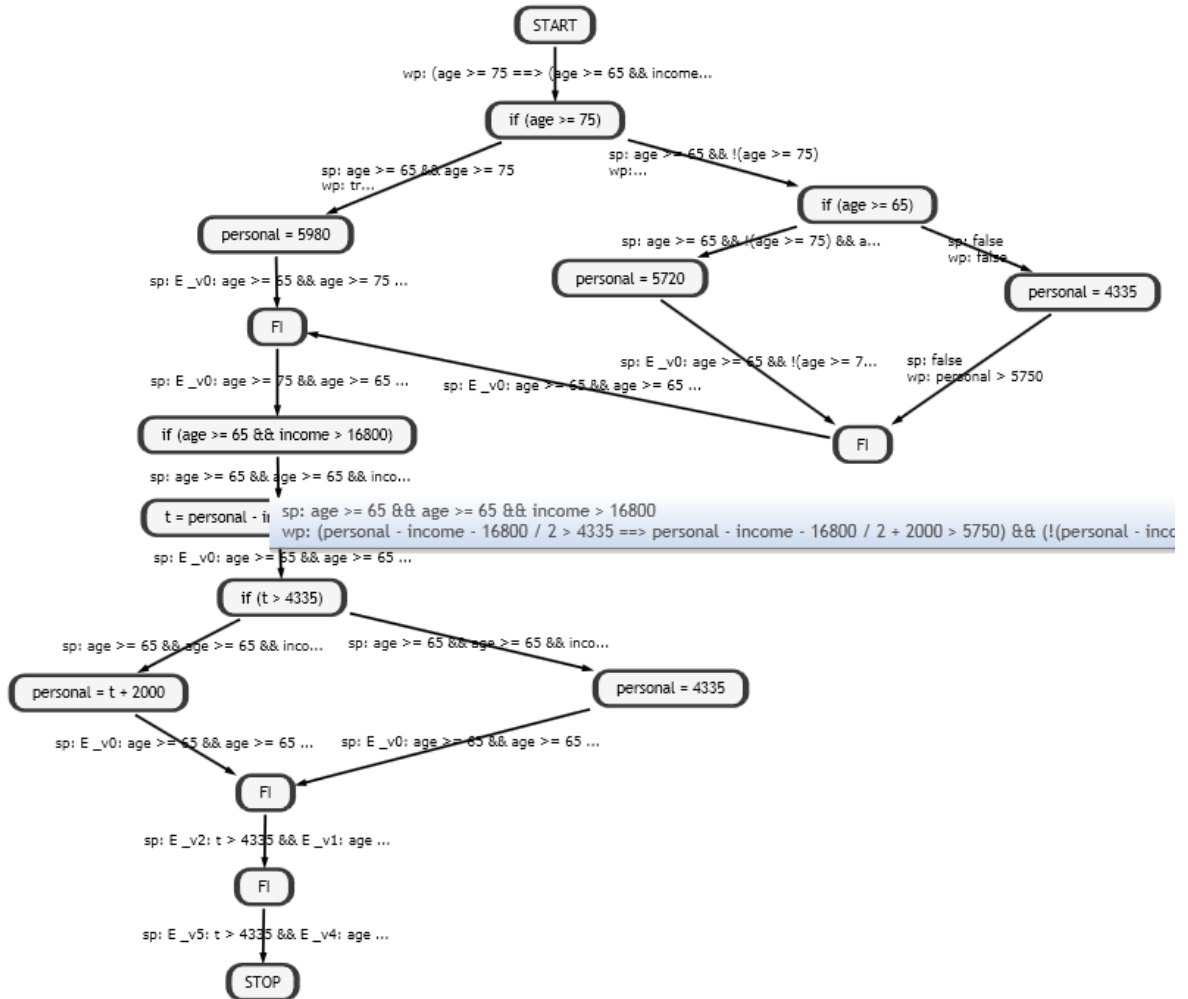 START
wp: (age >= 75 ==> (age >= 65 && income...
if (age >= 75)
sp: age >= 65 && age >= 75
wp: tr...
sp: age >= 65 && !(age >= 75)
wp:...
if (age >= 65)
personal = 5980
sp: age >= 65 && !(age >= 75) && a...
sp: false
wp: false
personal = 5720
personal = 4335
sp: E _v0: age >= 65 && age >= 75 ...
FI
sp: E _v0: age >= 65 && !(age >= 7...
sp: false
wp: personal > 5750
sp: E _v0: age >= 75 && age >= 65 ...
sp: E _v0: age >= 65 && age >= 65 ...
if (age >= 65 && income > 16800)
FI
sp: age >= 65 && age >= 65 && inco...
t = personal - in
sp: age >= 65 && age >= 65 && income > 16800
wp: (personal - income - 16800 / 2 > 4335 ==> personal - income - 16800 / 2 + 2000 > 5750) && (!(personal - inco
sp: E _v0: age >= 65 && age >= 65 ...
if (t > 4335)
sp: age >= 65 && age >= 65 && inco...
sp: age >= 65 && age >= 65 && inco...
personal = t + 2000
personal = 4335
sp: E _v0: age >= 65 && age >= 65 ...
sp: E _v0: age >= 65 && age >= 65 ...
FI
sp: E _v2: t > 4335 && E _v1: age ...
FI
sp: E _v5: t > 4335 && E _v4: age ...
STOP